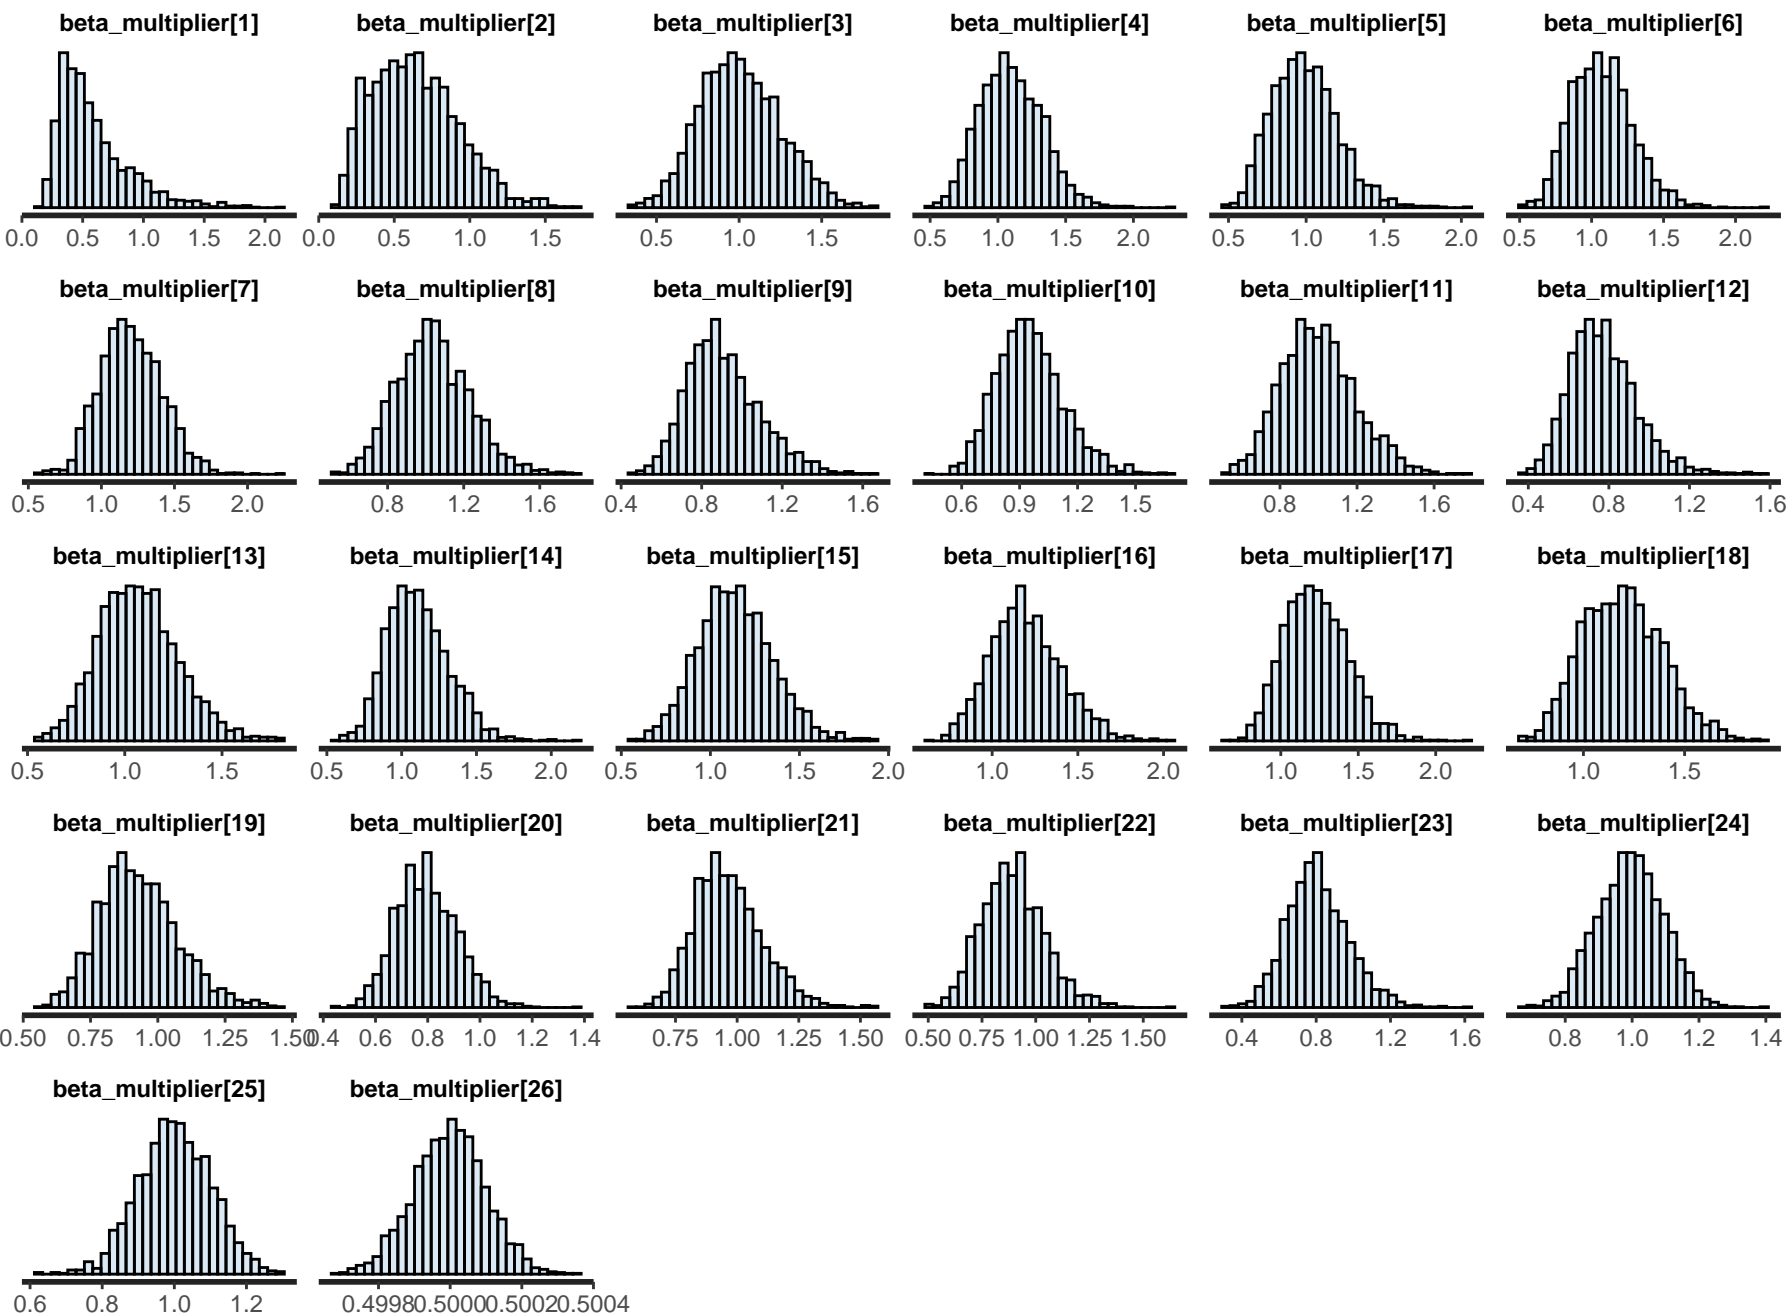 beta_multiplier[1] beta_multiplier[2] beta_multiplier[3] beta_multiplier[4] beta_multiplier[5] beta_multiplier[6]
0.0 0.5 1.0 1.5 2.0 0.0 0.5 1.0 1.5 0.5 1.0 1.5 0.5 1.0 1.5 2.0 0.5 1.0 1.5 2.0 0.5 1.0 1.5 2.0
beta_multiplier[7] beta_multiplier[8] beta_multiplier[9] beta_multiplier[10] beta_multiplier[11] beta_multiplier[12]
0.5 1.0 1.5 2.0 0.8 1.2 1.6 0.4 0.8 1.2 1.6 0.6 0.9 1.2 1.5 0.8 1.2 1.6 0.4 0.8 1.2 1.6
beta_multiplier[13] beta_multiplier[14] beta_multiplier[15] beta_multiplier[16] beta_multiplier[17] beta_multiplier[18]
0.5 1.0 1.5 0.5 1.0 1.5 2.0 0.5 1.0 1.5 2.0 1.0 1.5 2.0 1.0 1.5 2.0 1.0 1.5
beta_multiplier[19] beta_multiplier[20] beta_multiplier[21] beta_multiplier[22] beta_multiplier[23] beta_multiplier[24]
0.50 0.75 1.00 1.25 1.50 0.4 0.6 0.8 1.0 1.2 1.4 0.75 1.00 1.25 1.50 0.50 0.75 1.00 1.25 1.50 0.4 0.8 1.2 1.6 0.8 1.0 1.2 1.4
beta_multiplier[25] beta_multiplier[26]
0.6 0.8 1.0 1.2 0.4998 0.5000 0.5002 0.5004